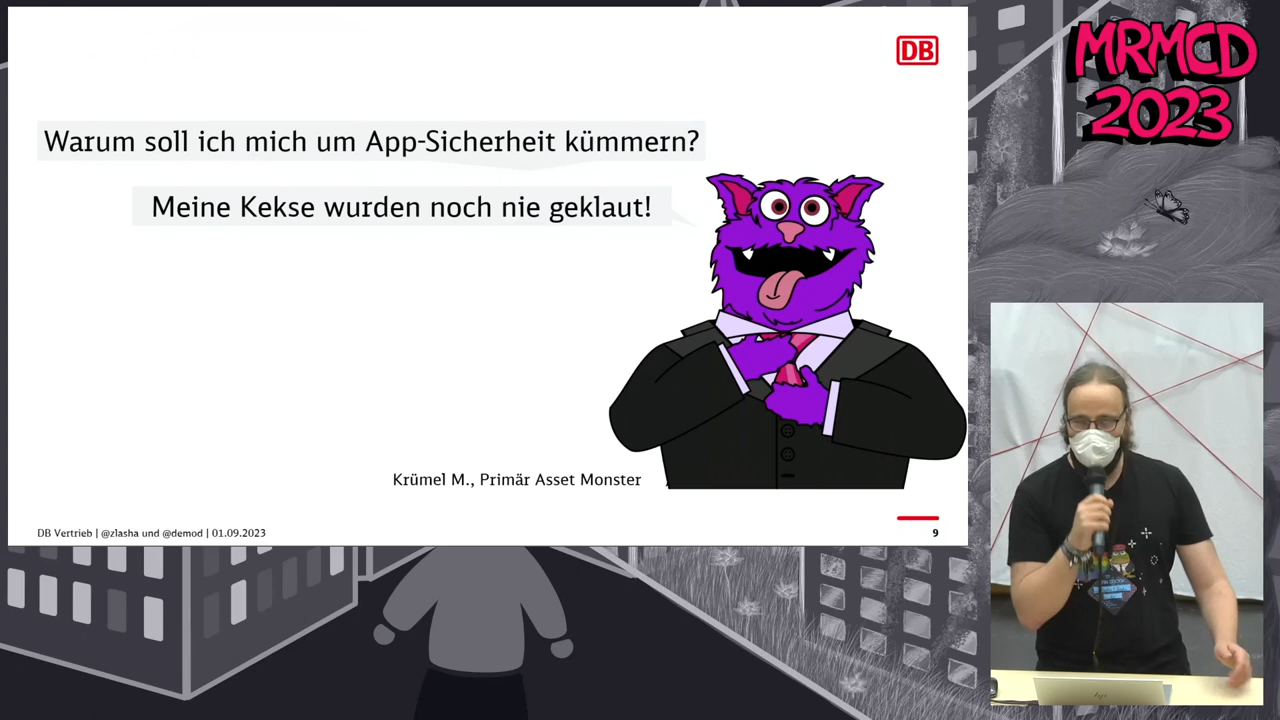 DB
MRMCD
2023
Warum soll ich mich um App-Sicherheit kümmern?
Meine Kekse wurden noch nie geklaut!
Krümel M., Primär Asset Monster
DB Vertrieb | @zlasha und @demod | 01.09.2023
9
hp